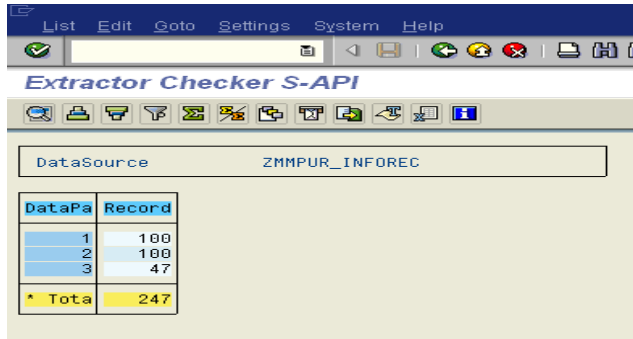 List Edit Goto Settings System Help
Extractor Checker S-API
DataSource ZMMPUR_INFOREC
DataPa Record
1 100
2 100
3 47
* Tota 247